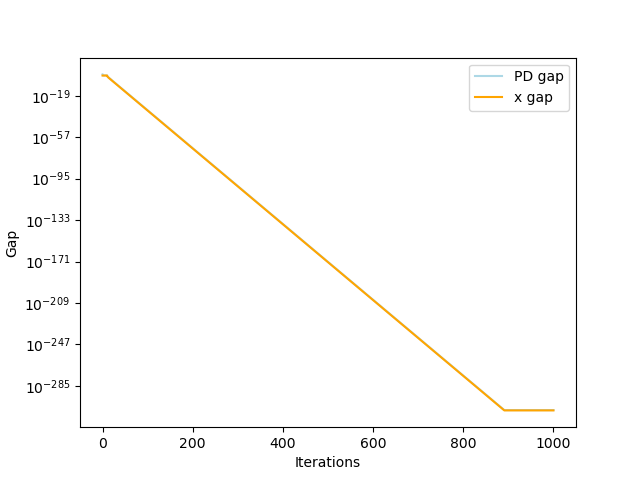 PD gap
x gap
10^{-19}
10^{-57}
10^{-95}
10^{-133}
10^{-171}
10^{-209}
10^{-247}
10^{-285}
Gap
0 200 400 600 800 1000
Iterations